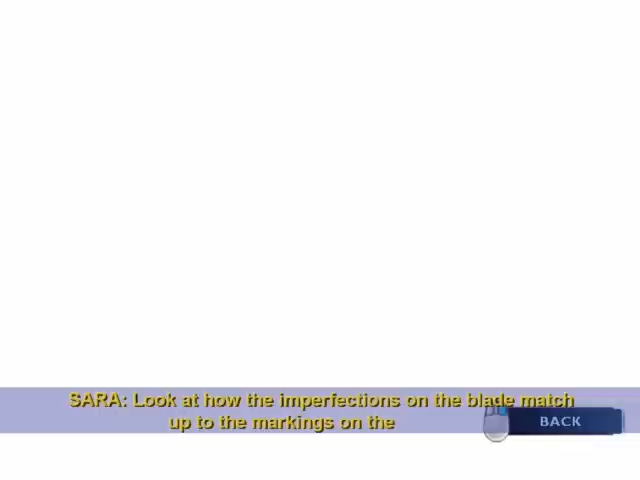 SARA: Look at how the imperfections on the blade match
up to the markings on the
BACK